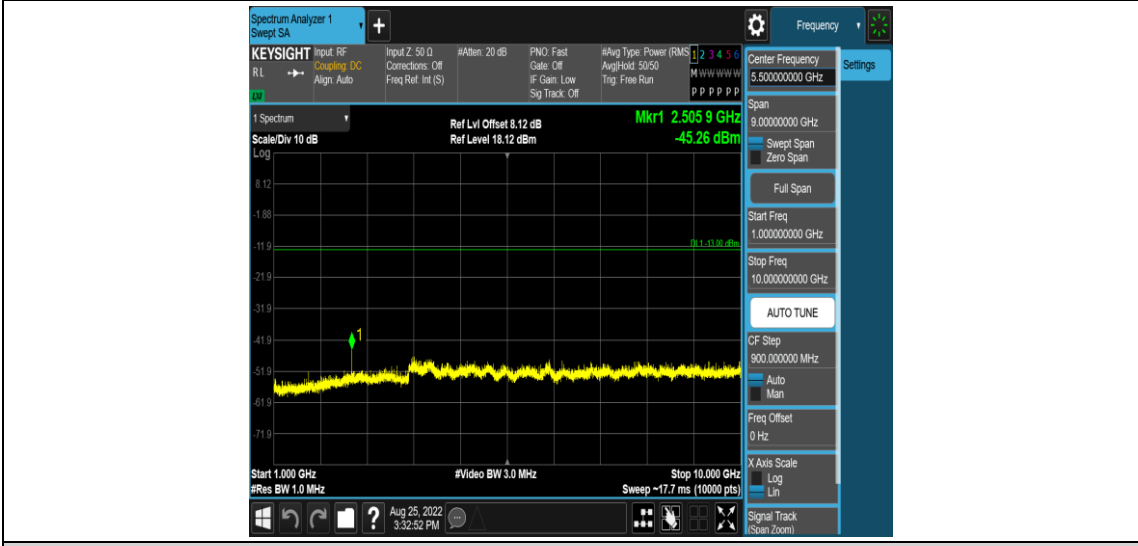 Spectrum Analyzer 1
Swept SA
Frequency
KEYSIGHT
RL
Input: RF
Coupling: DC
Align: Auto
Input Z: 50 Ω
Corrections: Off
Freq Ref: Int (S)
#Atten: 20 dB
PNO: Fast
Gate: Off
IF Gain: Low
Sig Track: Off
#Avg Type: Power (RMS
Avg|Hold: 50/50
Trig: Free Run
1 2 3 4 5 6
M W W W W W
P P P P P P
1 Spectrum
Scale/Div 10 dB
Log
Ref Lvl Offset 8.12 dB
Ref Level 18.12 dBm
Mkr1 2.505 9 GHz
-45.26 dBm
8.12
-1.88
-11.9
DL1 -13.00 dBm
-21.9
-31.9
-41.9
1
-51.9
-61.9
-71.9
Start 1.000 GHz
#Res BW 1.0 MHz
#Video BW 3.0 MHz
Stop 10.000 GHz
Sweep ~17.7 ms (10000 pts)
Aug 25, 2022
3:32:52 PM
Center Frequency
5.500000000 GHz
Settings
Span
9.00000000 GHz
Swept Span
Zero Span
Full Span
Start Freq
1.000000000 GHz
Stop Freq
10.000000000 GHz
AUTO TUNE
CF Step
900.000000 MHz
Auto
Man
Freq Offset
0 Hz
X Axis Scale
Log
Lin
Signal Track
(Span Zoom)